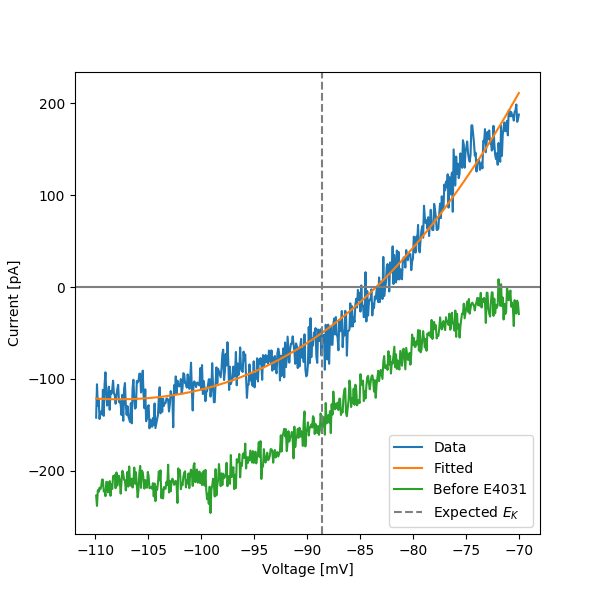 200
100
0
−100
−200
Current [pA]
−110
−105
−100
−95
−90
−85
−80
−75
−70
Voltage [mV]
Data
Fitted
Before E4031
Expected E_K